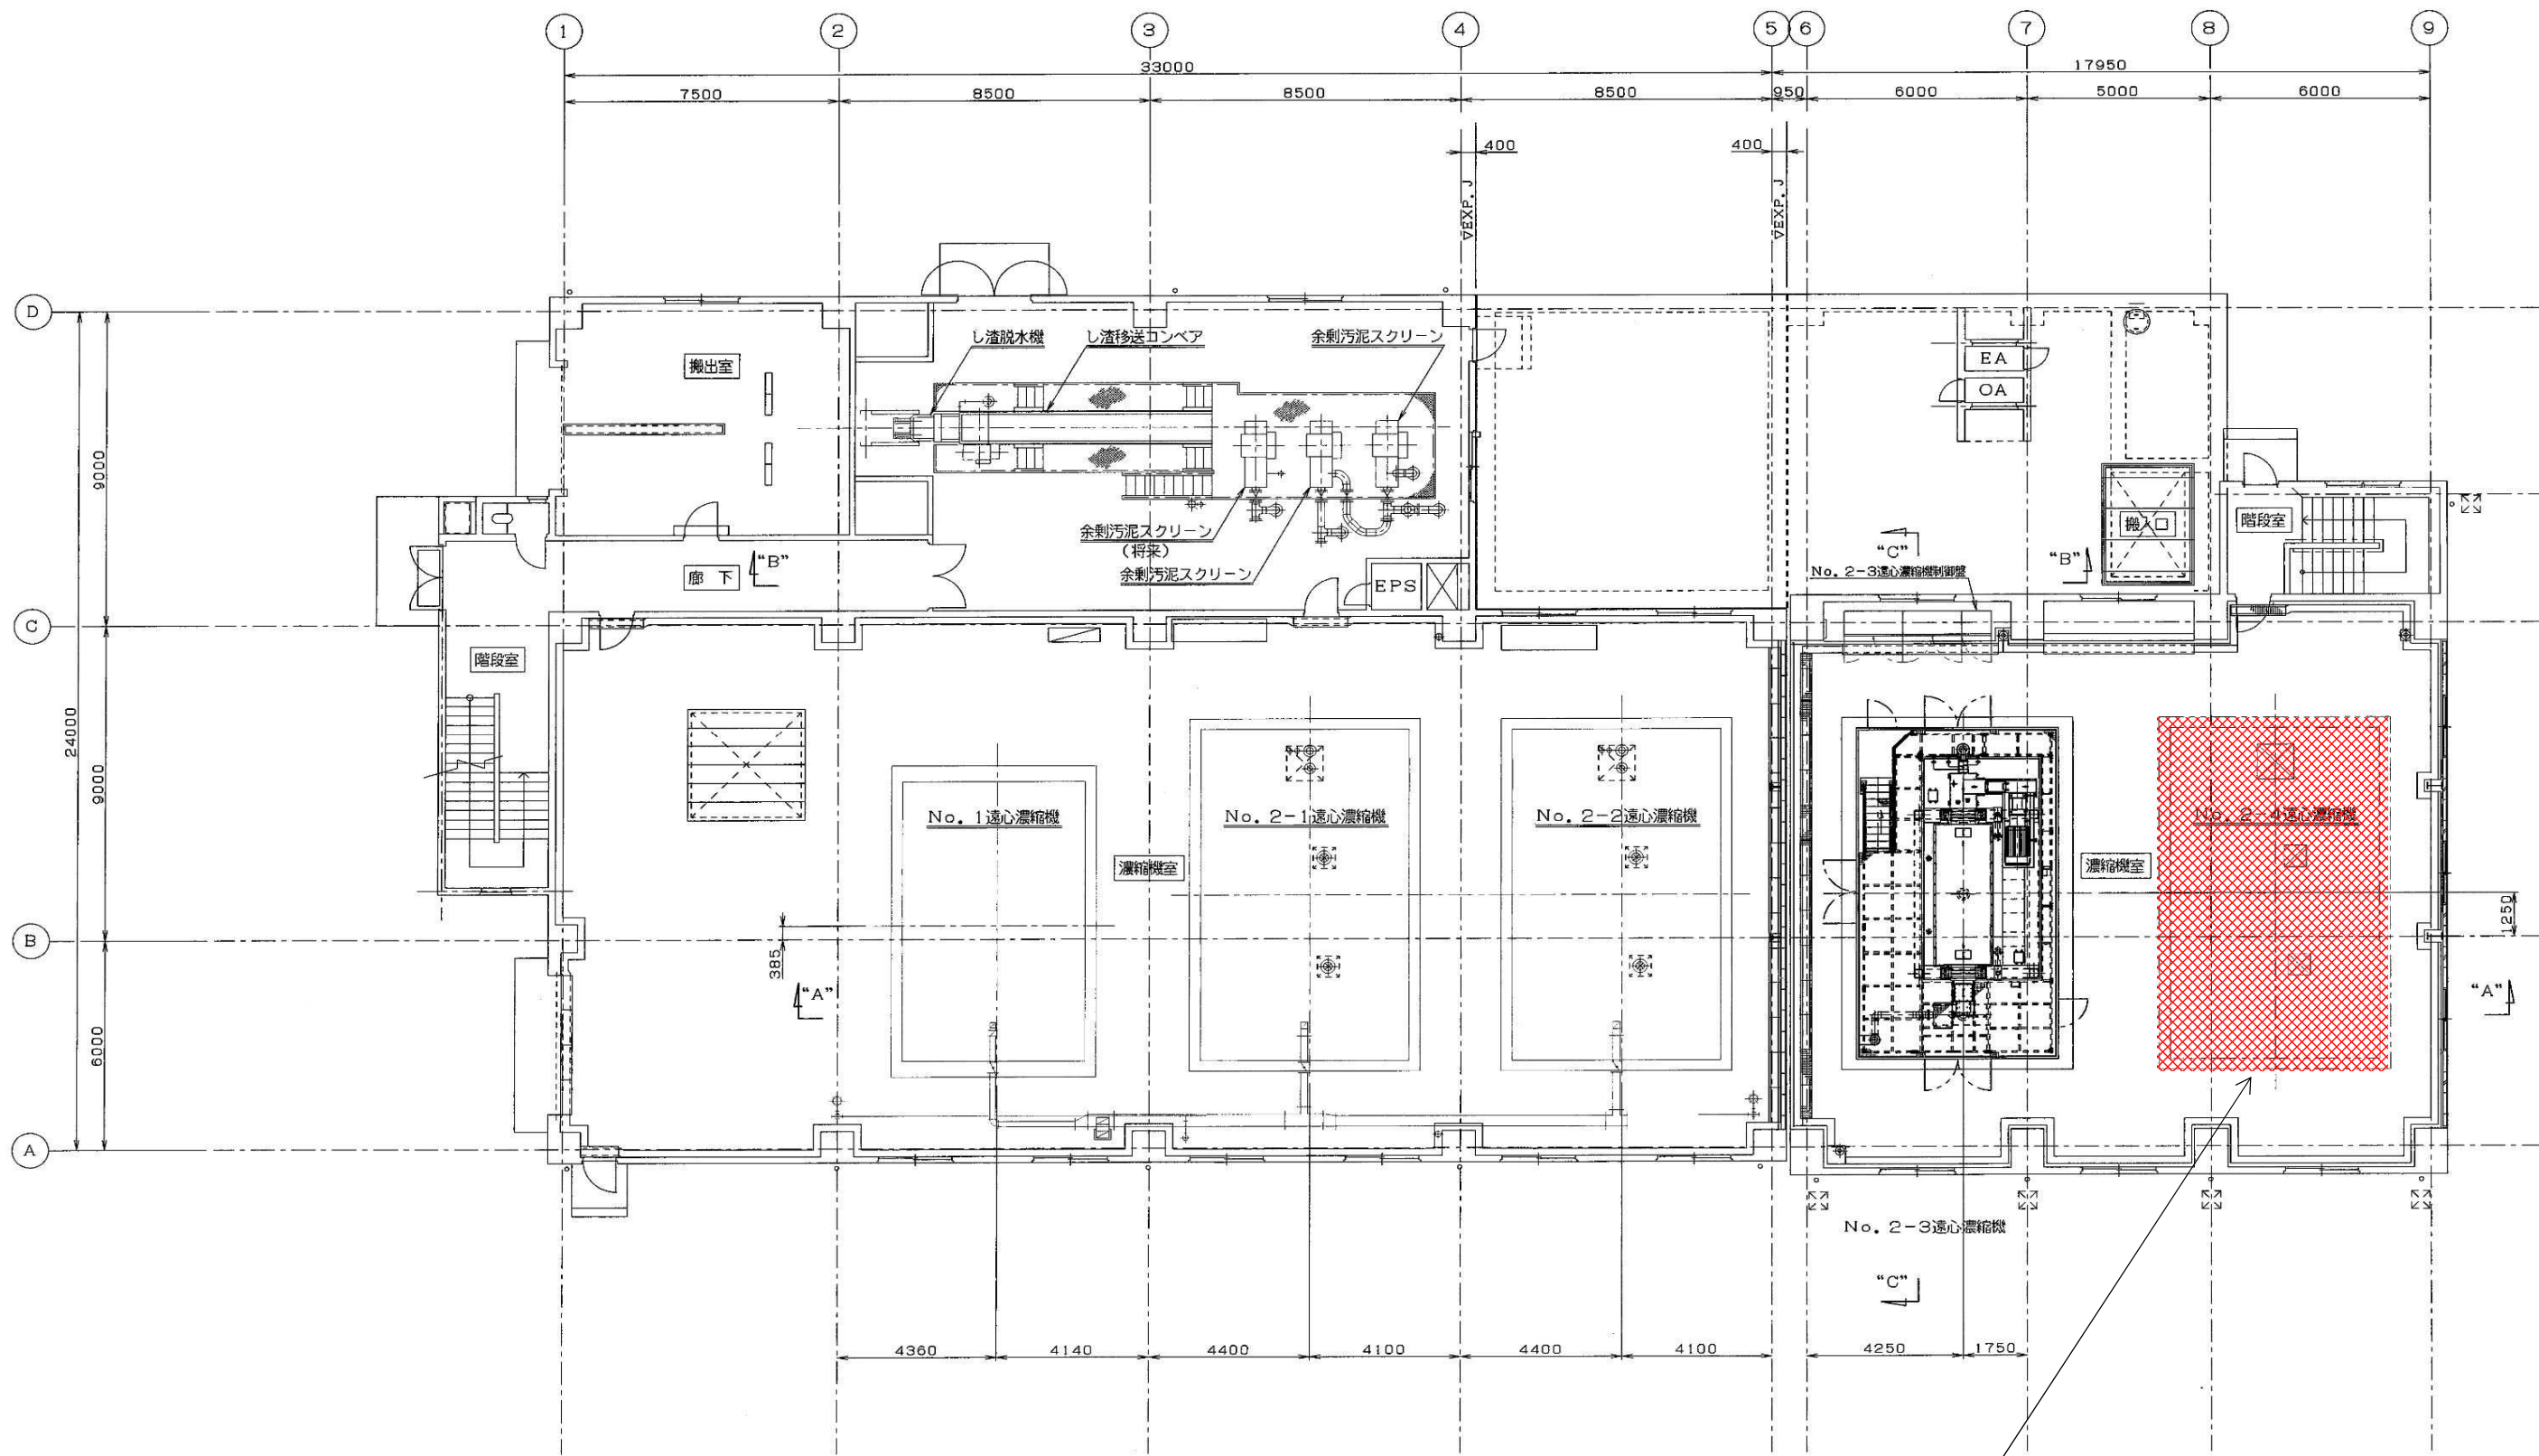 1 2 3 4 5 6 7 8 9
33000 17950
7500 8500 8500 8500 950 6000 5000 6000
400 400
▽EXP.J ▽EXP.J
D
し渣脱水機 し渣移送コンベア 余剰汚泥スクリーン
搬出室
EA
OA
9000
余剰汚泥スクリーン
(将来)
余剰汚泥スクリーン
搬入口 階段室
廊 下 “B” EPS “C” “B”
No. 2-3遠心濃縮機制御盤
C
階段室
24000
9000
No. 1遠心濃縮機 No. 2-1遠心濃縮機 No. 2-2遠心濃縮機 No. 2-4遠心濃縮機
濃縮機室 濃縮機室
1250
B
385
“A” “A”
6000
A
No. 2-3遠心濃縮機
“C”
4360 4140 4400 4100 4400 4100 4250 1750